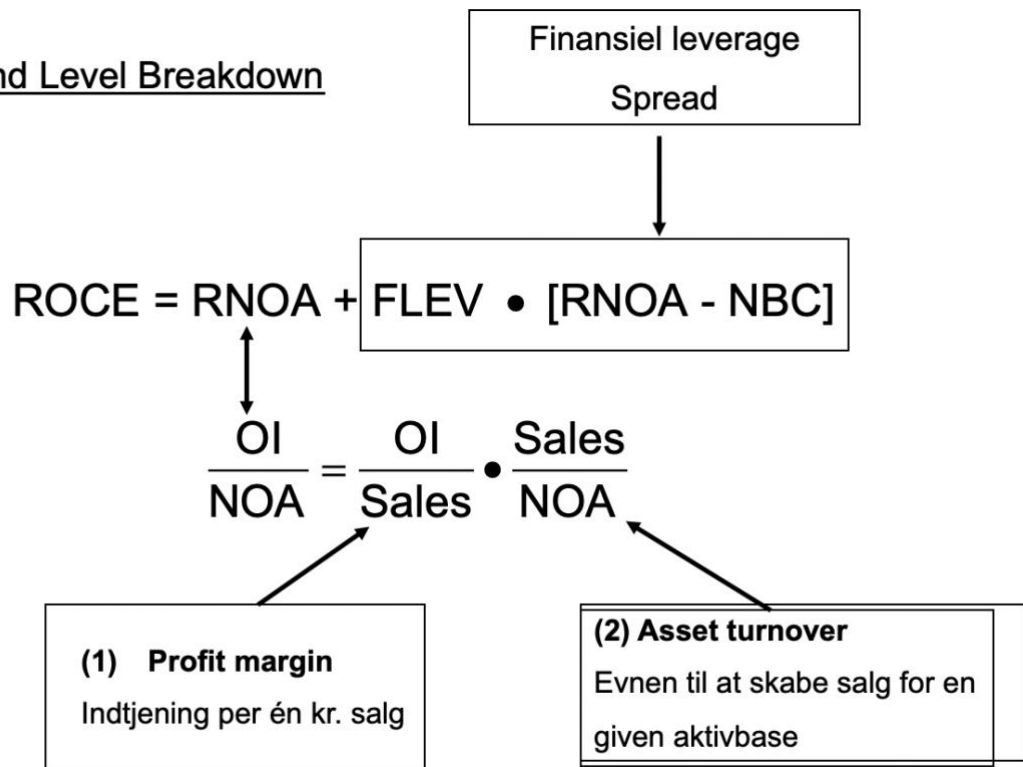 nd Level Breakdown
Finansiel leverage
Spread
ROCE = RNOA + FLEV • [RNOA - NBC]
OI OI Sales
= •
NOA Sales NOA
(1) Profit margin
Indtjening per én kr. salg
(2) Asset turnover
Evnen til at skabe salg for en
given aktivbase